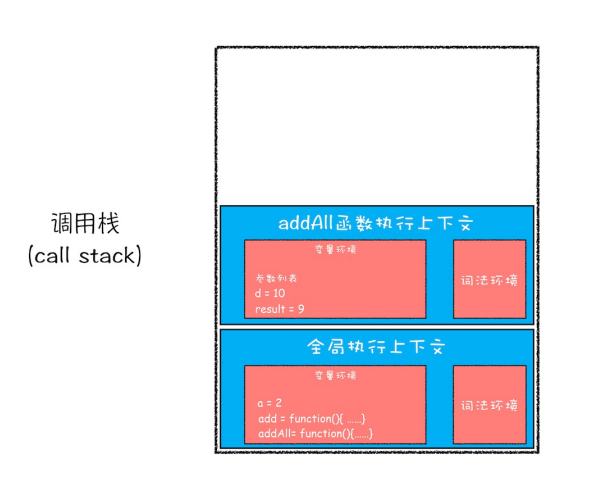 调用栈
(call stack)
addAll函数执行上下文
变量环境
参数列表
d = 10
result = 9
词法环境
全局执行上下文
变量环境
a = 2
add = function(){ ......}
addAll= function(){......}
词法环境